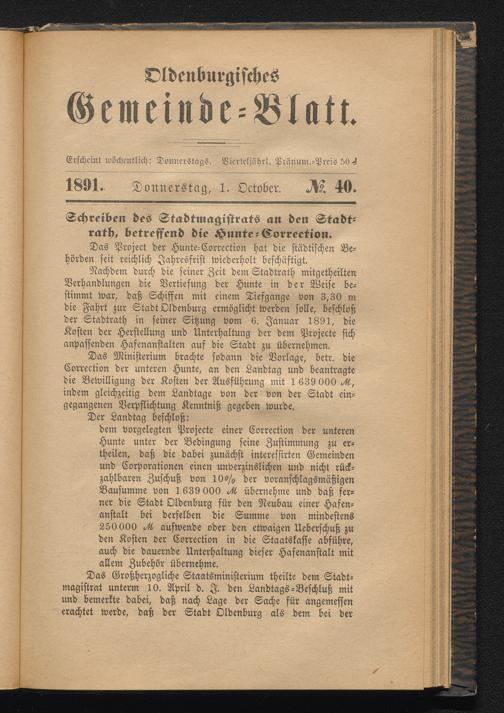 Oldenburgisches
Gemeinde=Blatt.
Erscheint wöchentlich: Donnerstags. Vierteljährl. Pränum.=Preis 50 ₰
1891. Donnerstag, 1. October. №. 40.
Schreiben des Stadtmagistrats an den Stadt=
rath, betreffend die Hunte=Correction.
Das Project der Hunte=Correction hat die städtischen Be=
hörden seit reichlich Jahresfrist wiederholt beschäftigt.
Nachdem durch die seiner Zeit dem Stadtrath mitgetheilten
Verhandlungen die Vertiefung der Hunte in der Weise be=
stimmt war, daß Schiffen mit einem Tiefgange von 3,30 m
die Fahrt zur Stadt Oldenburg ermöglicht werden solle, beschloß
der Stadtrath in seiner Sitzung vom 6. Januar 1891, die
Kosten der Herstellung und Unterhaltung der dem Projecte sich
anpassenden Hafenanstalten auf die Stadt zu übernehmen.
Das Ministerium brachte sodann die Vorlage, betr. die
Correction der unteren Hunte, an den Landtag und beantragte
die Bewilligung der Kosten der Ausführung mit 1 639 000 ℳ,
indem gleichzeitig dem Landtage von der von der Stadt ein=
gegangenen Verpflichtung Kenntniß gegeben wurde.
Der Landtag beschloß:
dem vorgelegten Projecte einer Correction der unteren
Hunte unter der Bedingung seine Zustimmung zu er=
theilen, daß die dabei zunächst interessirten Gemeinden
und Corporationen einen unverzinslichen und nicht rück=
zahlbaren Zuschuß von 10% der voranschlagsmäßigen
Bausumme von 1 639 000 ℳ übernehme und daß fer=
ner die Stadt Oldenburg für den Neubau einer Hafen=
anstalt bei derselben die Summe von mindestens
250 000 ℳ aufwende oder den etwaigen Ueberschuß zu
den Kosten der Correction in die Staatskasse abführe,
auch die dauernde Unterhaltung dieser Hafenanstalt mit
allem Zubehör übernehme.
Das Großherzogliche Staatsministerium theilte dem Stadt=
magistrat unterm 10. April d. J. den Landtags=Beschluß mit
und bemerkte dabei, daß nach Lage der Sache für angemessen
erachtet werde, daß der Stadt Oldenburg als dem bei der